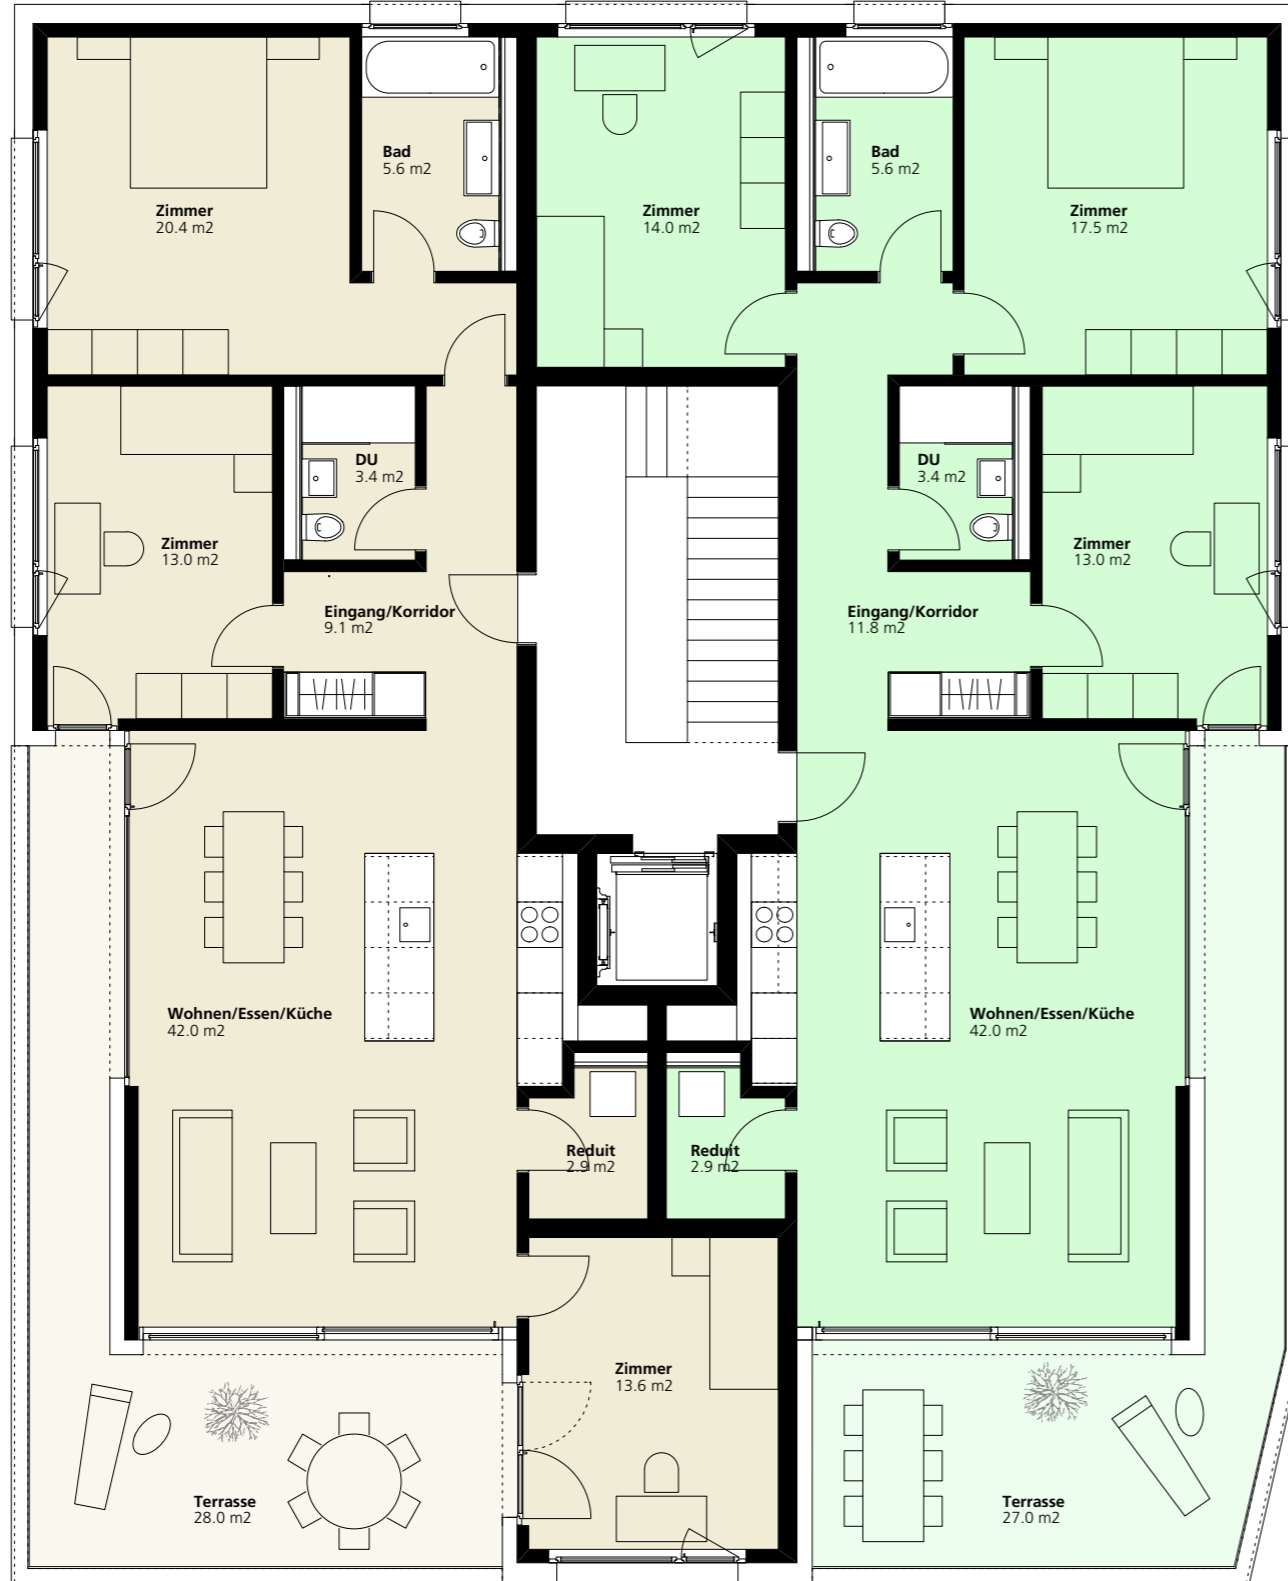 Bad
5.6 m2
Bad
5.6 m2
Zimmer
20.4 m2
Zimmer
14.0 m2
Zimmer
17.5 m2
DU
3.4 m2
DU
3.4 m2
Zimmer
13.0 m2
Zimmer
13.0 m2
Eingang/Korridor
9.1 m2
Eingang/Korridor
11.8 m2
Wohnen/Essen/Küche
42.0 m2
Wohnen/Essen/Küche
42.0 m2
Reduit
2.9 m2
Reduit
2.9 m2
Zimmer
13.6 m2
Terrasse
28.0 m2
Terrasse
27.0 m2